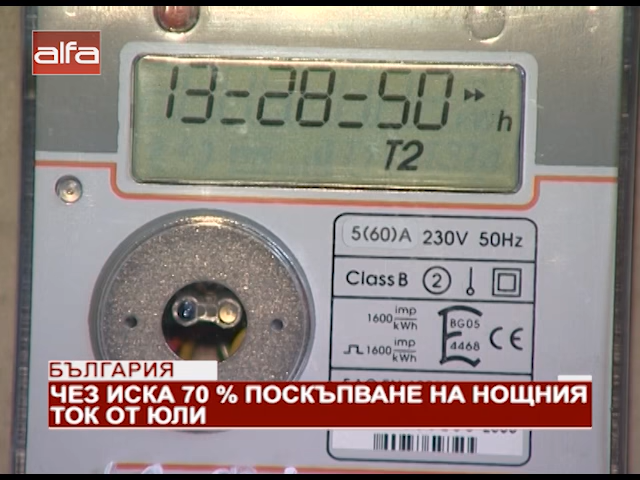 alfa
13-28-50 h
T2
5(60)A 230V 50Hz
Class B 2
1600 imp/kWh
BG05
4468
CE
1600 imp/kWh
БЪЛГАРИЯ
ЧЕЗ ИСКА 70 % ПОСКЪПВАНЕ НА НОЩНИЯ
ТОК ОТ ЮЛИ